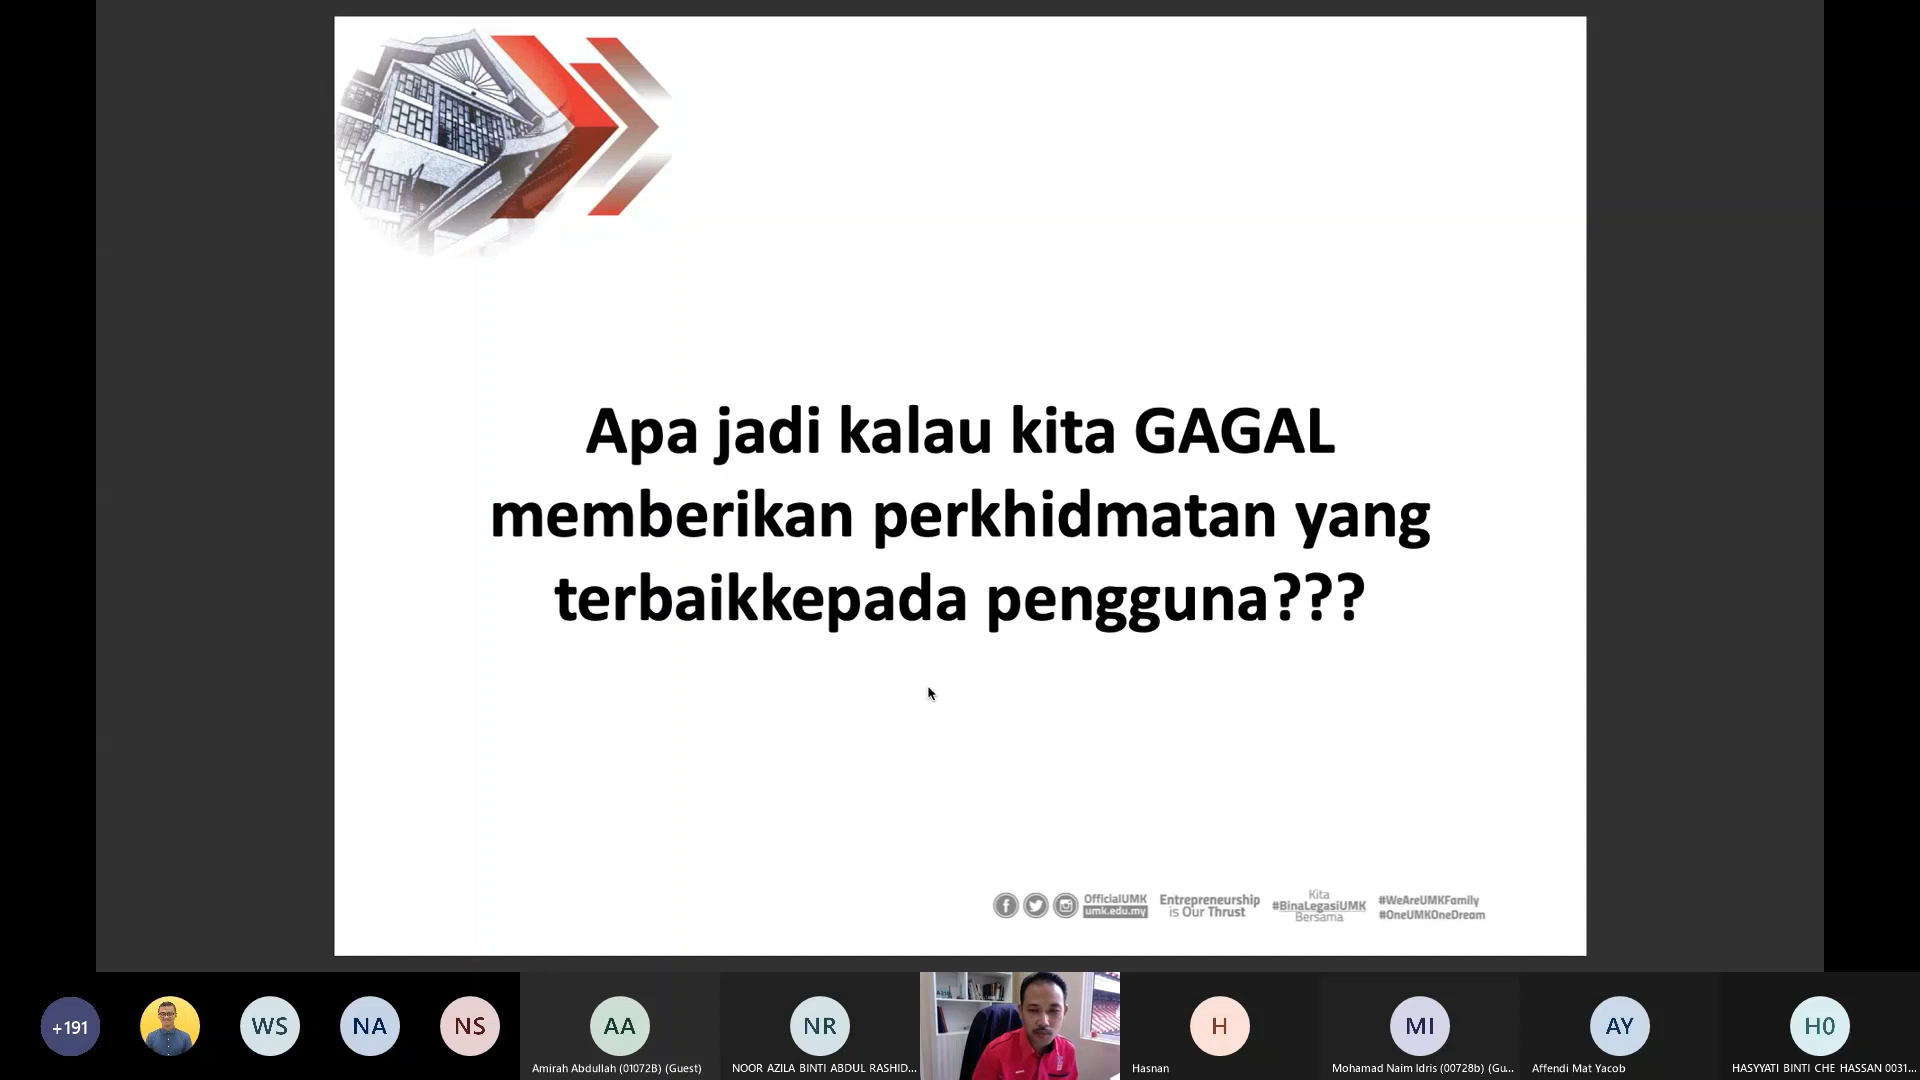 Apa jadi kalau kita GAGAL
memberikan perkhidmatan yang
terbaikkepada pengguna???
OfficialUMK
umk.edu.my
Entrepreneurship
is Our Thrust
Kita
#BinaLegasiUMK
Bersama
#WeAreUMKFamily
#OneUMKOneDream
+191
WS
NA
NS
AA
NR
H
MI
AY
H0
Amirah Abdullah (01072B) (Guest)
NOOR AZILA BINTI ABDUL RASHID...
Hasnan
Mohamad Naim Idris (00728b) (Gu...
Affendi Mat Yacob
HASYYATI BINTI CHE HASSAN 0031...